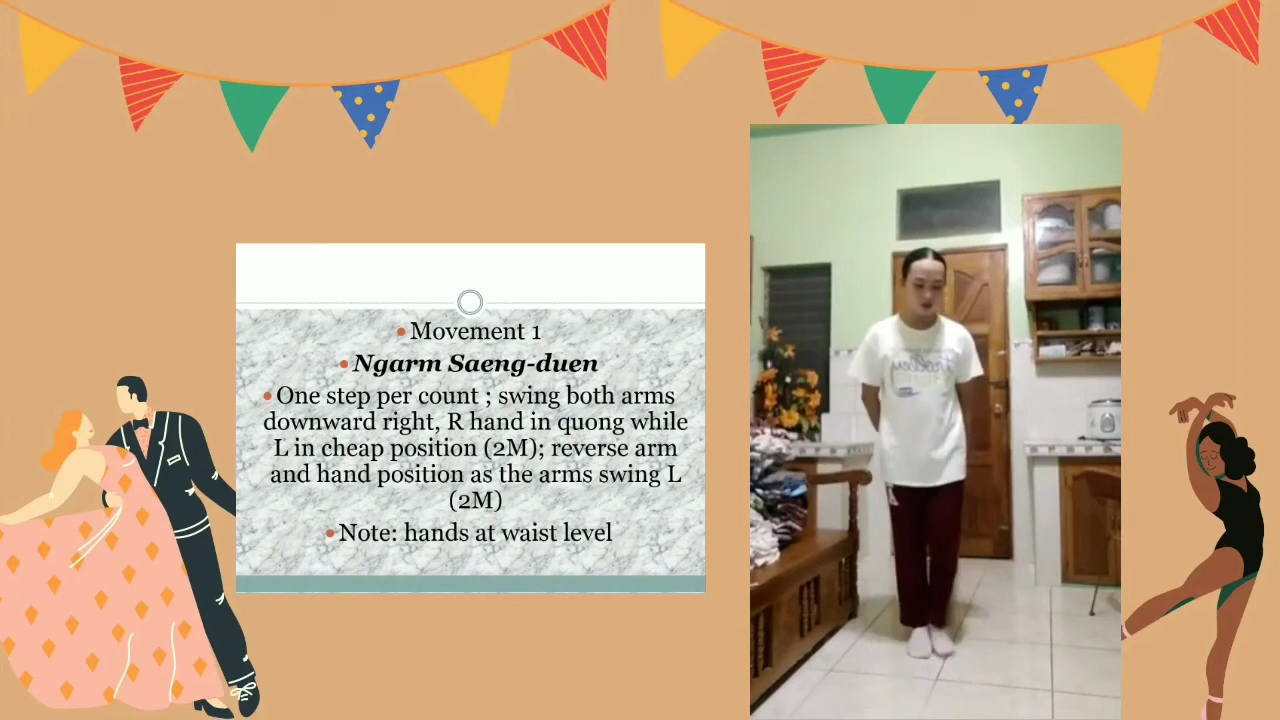 Movement 1
Ngarm Saeng-duen
One step per count ; swing both arms
downward right, R hand in quong while
L in cheap position (2M); reverse arm
and hand position as the arms swing L
(2M)
Note: hands at waist level